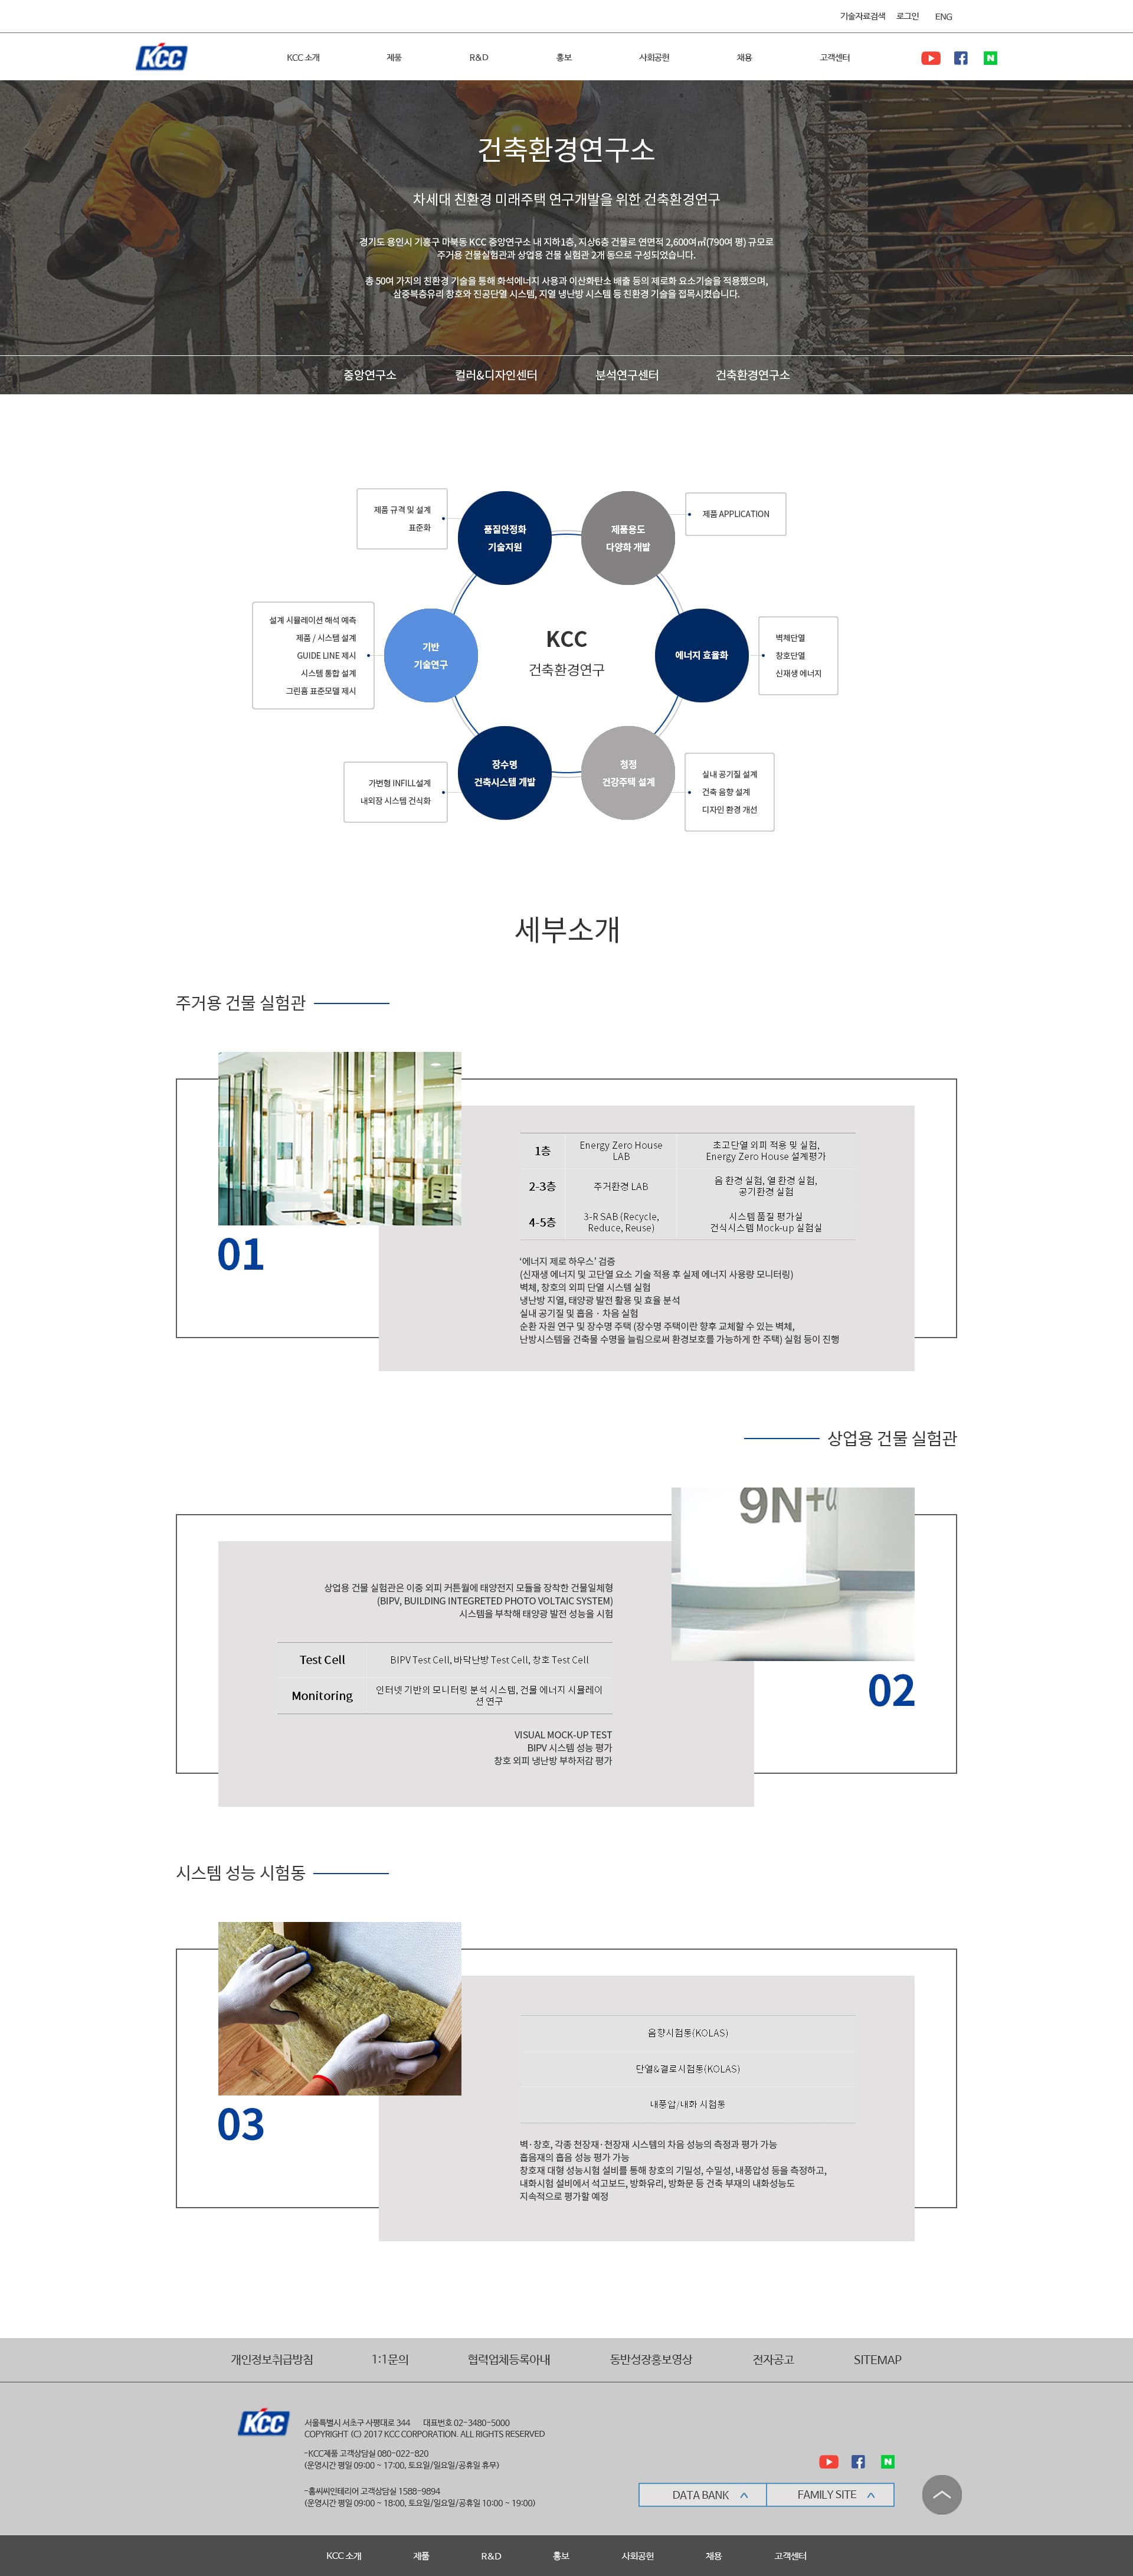 기술자료검색 로그인 ENG
KCC KCC 소개 제품 R&D 홍보 사회공헌 채용 고객센터
건축환경연구소
차세대 친환경 미래주택 연구개발을 위한 건축환경연구
경기도 용인시 기흥구 마북동 KCC 중앙연구소 내 지하1층, 지상6층 건물로 연면적 2,600여㎡(790여 평) 규모로
주거용 건물실험관과 상업용 건물 실험관 2개 동으로 구성되었습니다.
총 50여 가지의 친환경 기술을 통해 화석에너지 사용과 이산화탄소 배출 등의 제로화 요소기술을 적용했으며,
삼중복층유리 창호와 진공단열 시스템, 지열 냉난방 시스템 등 친환경 기술을 접목시켰습니다.
중앙연구소 컬러&디자인센터 분석연구센터 건축환경연구소
제품 규격 및 설계
표준화
품질안정화
기술지원
제품용도
다양화 개발
제품 APPLICATION
설계 시뮬레이션 해석 예측
제품 / 시스템 설계
GUIDE LINE 제시
시스템 통합 설계
그린홈 표준모델 제시
기반
기술연구
KCC
건축환경연구
에너지 효율화
벽체단열
창호단열
신재생 에너지
가변형 INFILL설계
내외장 시스템 건식화
장수명
건축시스템 개발
청정
건강주택 설계
실내 공기질 설계
건축 음향 설계
디자인 환경 개선
세부소개
주거용 건물 실험관
01
1층 Energy Zero House LAB 초고단열 외피 적용 및 실험, Energy Zero House 설계평가
2-3층 주거환경 LAB 음 환경 실험, 열 환경 실험, 공기환경 실험
4-5층 3-R SAB (Recycle, Reduce, Reuse) 시스템 품질 평가실 건식시스템 Mock-up 실험실
‘에너지 제로 하우스’ 검증
(신재생 에너지 및 고단열 요소 기술 적용 후 실제 에너지 사용량 모니터링)
벽체, 창호의 외피 단열 시스템 실험
냉난방 지열, 태양광 발전 활용 및 효율 분석
실내 공기질 및 흡음 · 차음 실험
순환 자원 연구 및 장수명 주택 (장수명 주택이란 향후 교체할 수 있는 벽체,
난방시스템을 건축물 수명을 늘림으로써 환경보호를 가능하게 한 주택) 실험 등이 진행
상업용 건물 실험관
9N+α
02
상업용 건물 실험관은 이중 외피 커튼월에 태양전지 모듈을 장착한 건물일체형
(BIPV, BUILDING INTEGRETED PHOTO VOLTAIC SYSTEM)
시스템을 부착해 태양광 발전 성능을 시험
Test Cell BIPV Test Cell, 바닥난방 Test Cell, 창호 Test Cell
Monitoring 인터넷 기반의 모니터링 분석 시스템, 건물 에너지 시뮬레이
션 연구
VISUAL MOCK-UP TEST
BIPV 시스템 성능 평가
창호 외피 냉난방 부하저감 평가
시스템 성능 시험동
03
음향시험동(KOLAS)
단열&결로시험동(KOLAS)
내풍압/내화 시험동
벽·창호, 각종 천장재·천장재 시스템의 차음 성능의 측정과 평가 가능
흡음재의 흡음 성능 평가 가능
창호재 대형 성능시험 설비를 통해 창호의 기밀성, 수밀성, 내풍압성 등을 측정하고,
내화시험 설비에서 석고보드, 방화유리, 방화문 등 건축 부재의 내화성능도
지속적으로 평가할 예정
개인정보취급방침 1:1문의 협력업체등록아내 동반성장홍보영상 전자공고 SITEMAP
KCC
서울특별시 서초구 사평대로 344 대표번호 02-3480-5000
COPYRIGHT (C) 2017 KCC CORPORATION. ALL RIGHTS RESERVED
-KCC제품 고객상담실 080-022-820
(운영시간 평일 09:00 ~ 17:00, 토요일/일요일/공휴일 휴무)
-홈씨씨인테리어 고객상담실 1588-9894
(운영시간 평일 09:00 ~ 18:00, 토요일/일요일/공휴일 10:00 ~ 19:00)
DATA BANK FAMILY SITE
KCC 소개 제품 R&D 홍보 사회공헌 채용 고객센터